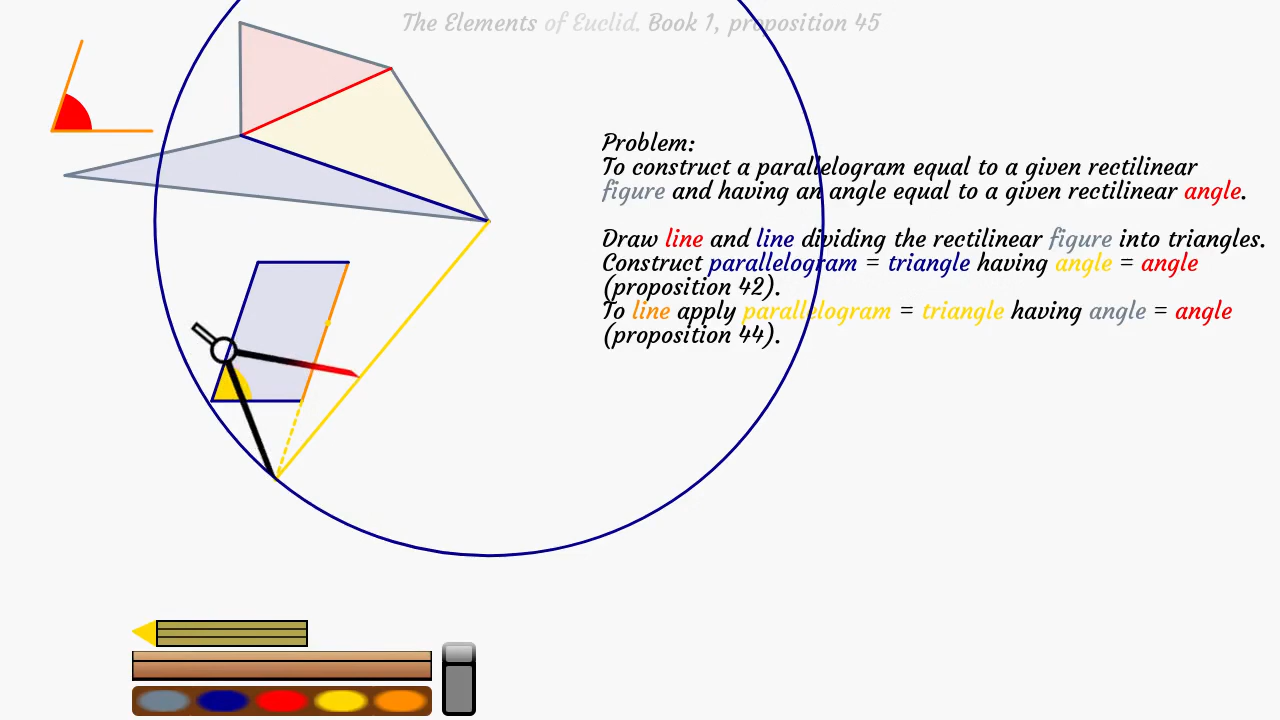 The Elements of Euclid. Book 1, proposition 45
Problem:
To construct a parallelogram equal to a given rectilinear
figure and having an angle equal to a given rectilinear angle.
Draw line and line dividing the rectilinear figure into triangles.
Construct parallelogram = triangle having angle = angle
(proposition 42).
To line apply parallelogram = triangle having angle = angle
(proposition 44).